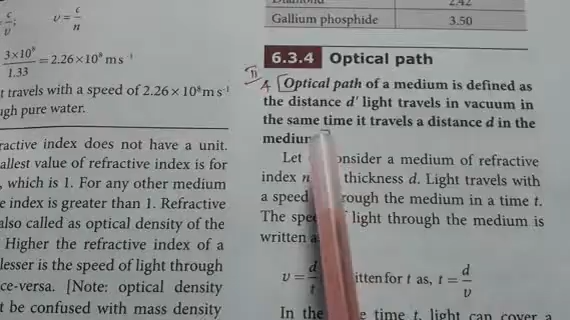 υ = c/n
3×10⁸/1.33 = 2.26×10⁸ m s⁻¹
t travels with a speed of 2.26 × 10⁸ m s⁻¹
ugh pure water.
ractive index does not have a unit.
allest value of refractive index is for
, which is 1. For any other medium
e index is greater than 1. Refractive
also called as optical density of the
Higher the refractive index of a
lesser is the speed of light through
ce-versa. [Note: optical density
t be confused with mass density
2.42
Gallium phosphide 3.50
6.3.4 Optical path
Optical path of a medium is defined as
the distance d′ light travels in vacuum in
the same time it travels a distance d in the
Let consider a medium of refractive
index thickness d. Light travels with
a speed rough the medium in a time t.
The light through the medium is
written
υ = d/t itten for t as, t = d/υ
In the time t, light can cover a